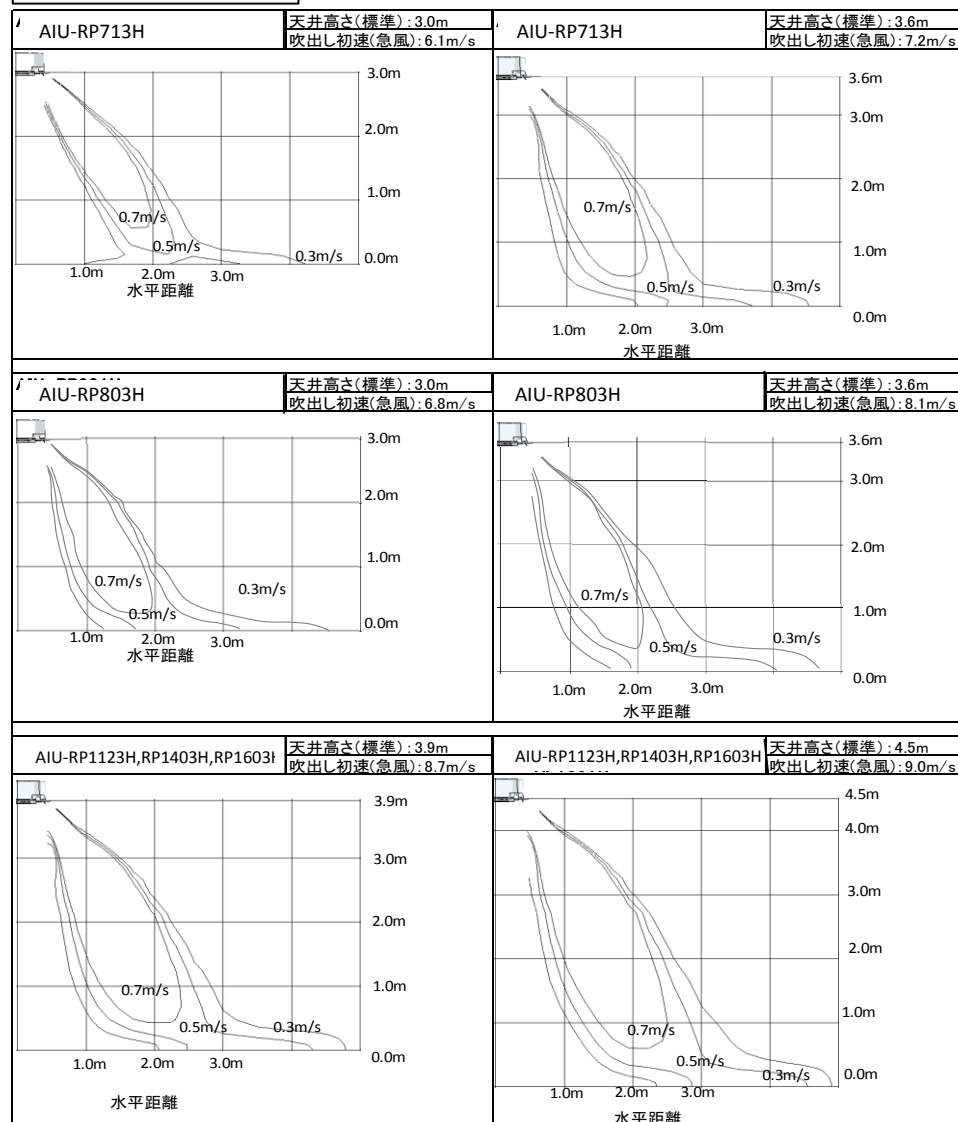 AIU-RP713H
天井高さ(標準):3.0m
吹出し初速(急風):6.1m/s
3.0m
2.0m
1.0m
0.7m/s
0.5m/s
0.3m/s
0.0m
1.0m 2.0m 3.0m
水平距離
AIU-RP713H
天井高さ(標準):3.6m
吹出し初速(急風):7.2m/s
3.6m
3.0m
2.0m
0.7m/s
1.0m
0.5m/s
0.3m/s
0.0m
1.0m 2.0m 3.0m
水平距離
AIU-RP803H
天井高さ(標準):3.0m
吹出し初速(急風):6.8m/s
3.0m
2.0m
1.0m
0.7m/s
0.3m/s
0.5m/s
0.0m
1.0m 2.0m 3.0m
水平距離
AIU-RP803H
天井高さ(標準):3.6m
吹出し初速(急風):8.1m/s
3.6m
3.0m
2.0m
0.7m/s
1.0m
0.5m/s
0.3m/s
0.0m
1.0m 2.0m 3.0m
水平距離
AIU-RP1123H,RP1403H,RP1603H
天井高さ(標準):3.9m
吹出し初速(急風):8.7m/s
3.9m
3.0m
2.0m
1.0m
0.7m/s
0.5m/s
0.3m/s
0.0m
1.0m 2.0m 3.0m
水平距離
AIU-RP1123H,RP1403H,RP1603H
天井高さ(標準):4.5m
吹出し初速(急風):9.0m/s
4.5m
4.0m
3.0m
2.0m
1.0m
0.7m/s
0.5m/s
0.3m/s
0.0m
1.0m 2.0m 3.0m
水平距離